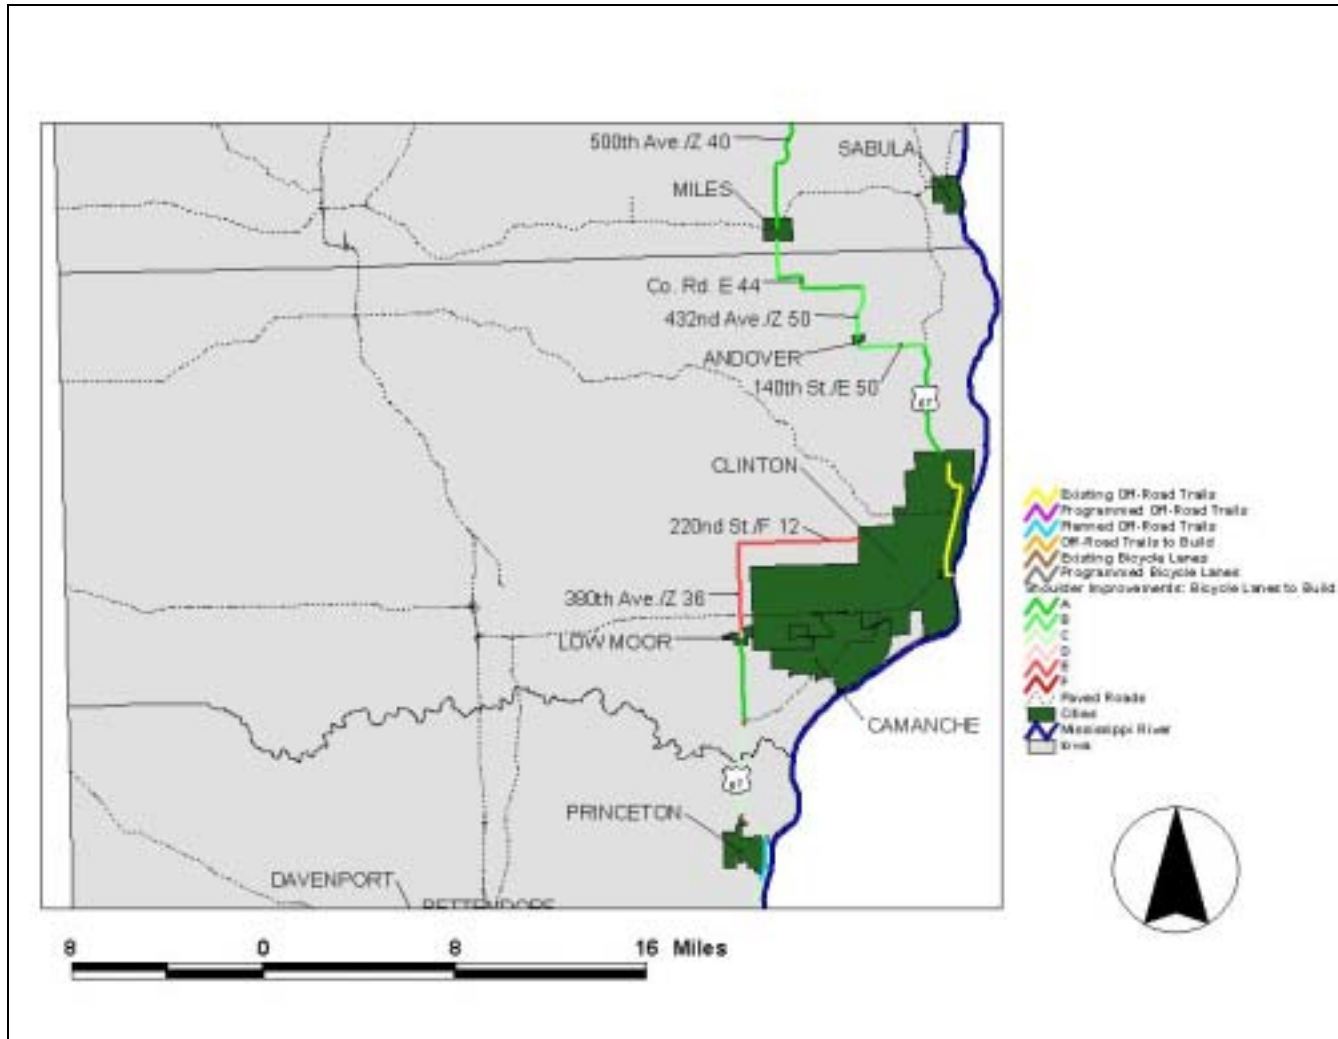 500th Ave./Z 40
SABULA
MILES
Co. Rd. E 44
432nd Ave./Z 50
ANDOVER
140th St./E 50
67
CLINTON
220nd St./F 12
380th Ave./Z 36
LOW MOOR
CAMANCHE
67
PRINCETON
DAVENPORT
BETTENDORF
Existing Off-Road Trails
Programmed Off-Road Trails
Planned Off-Road Trails
Off-Road Trails to Build
Existing Bicycle Lanes
Programmed Bicycle Lanes
Shoulder Improvements: Bicycle Lanes to Build
A
B
C
D
E
F
Paved Roads
Cities
Mississippi River
Iowa
8 0 8 16 Miles